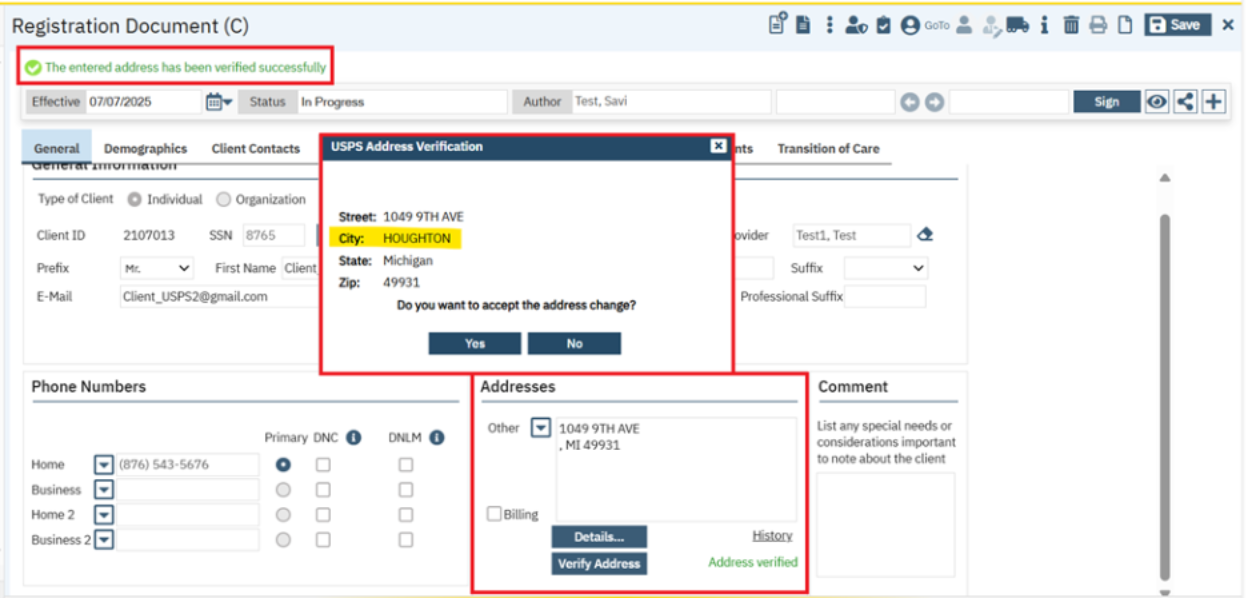 Registration Document (C)
GoTo
Save
The entered address has been verified successfully
Effective 07/07/2025 Status In Progress Author Test, Savi Sign
General Demographics Client Contacts nts Transition of Care
General Information
USPS Address Verification
Street: 1049 9TH AVE
City: HOUGHTON
State: Michigan
Zip: 49931
Do you want to accept the address change?
Yes No
Type of Client Individual Organization
Client ID 2107013 SSN 8765 ovider Test1, Test
Prefix Mr. First Name Client_ Suffix
E-Mail Client_USPS2@gmail.com Professional Suffix
Phone Numbers
Primary DNC DNLM
Home (876) 543-5676
Business
Home 2
Business 2
Addresses
Other 1049 9TH AVE
, MI 49931
Billing
Details... History
Verify Address Address verified
Comment
List any special needs or
considerations important
to note about the client